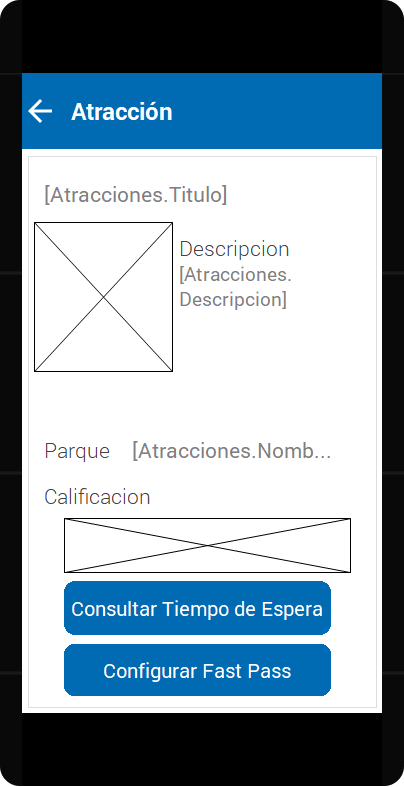 Atracción
[Atracciones.Titulo]
Descripcion
[Atracciones.
Descripcion]
Parque [Atracciones.Nomb...
Calificacion
Consultar Tiempo de Espera
Configurar Fast Pass